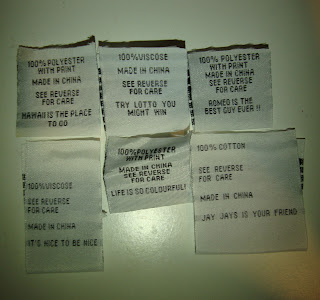 100% POLYESTER
WITH PRINT
MADE IN CHINA
SEE REVERSE
FOR CARE
HAWAII IS THE PLACE
TO GO
100%VISCOSE
MADE IN CHINA
SEE REVERSE
FOR CARE
TRY LOTTO YOU
MIGHT WIN
100%POLYESTER
WITH PRINT
MADE IN CHINA
SEE REVERSE
FOR CARE
ROMEO IS THE
BEST GUY EVER !!
100%VISCOSE
SEE REVERSE
FOR CARE
MADE IN CHINA
IT'S NICE TO BE NICE
100%POLYESTER
WITH PRINT
MADE IN CHINA
SEE REVERSE
FOR CARE
LIFE IS SO COLOURFUL!
100% COTTON
SEE REVERSE
FOR CARE
MADE IN CHINA
JAY JAYS IS YOUR FRIEND